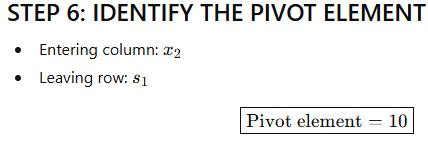 STEP 6: IDENTIFY THE PIVOT ELEMENT
• Entering column: x₂
• Leaving row: s₁
Pivot element = 10